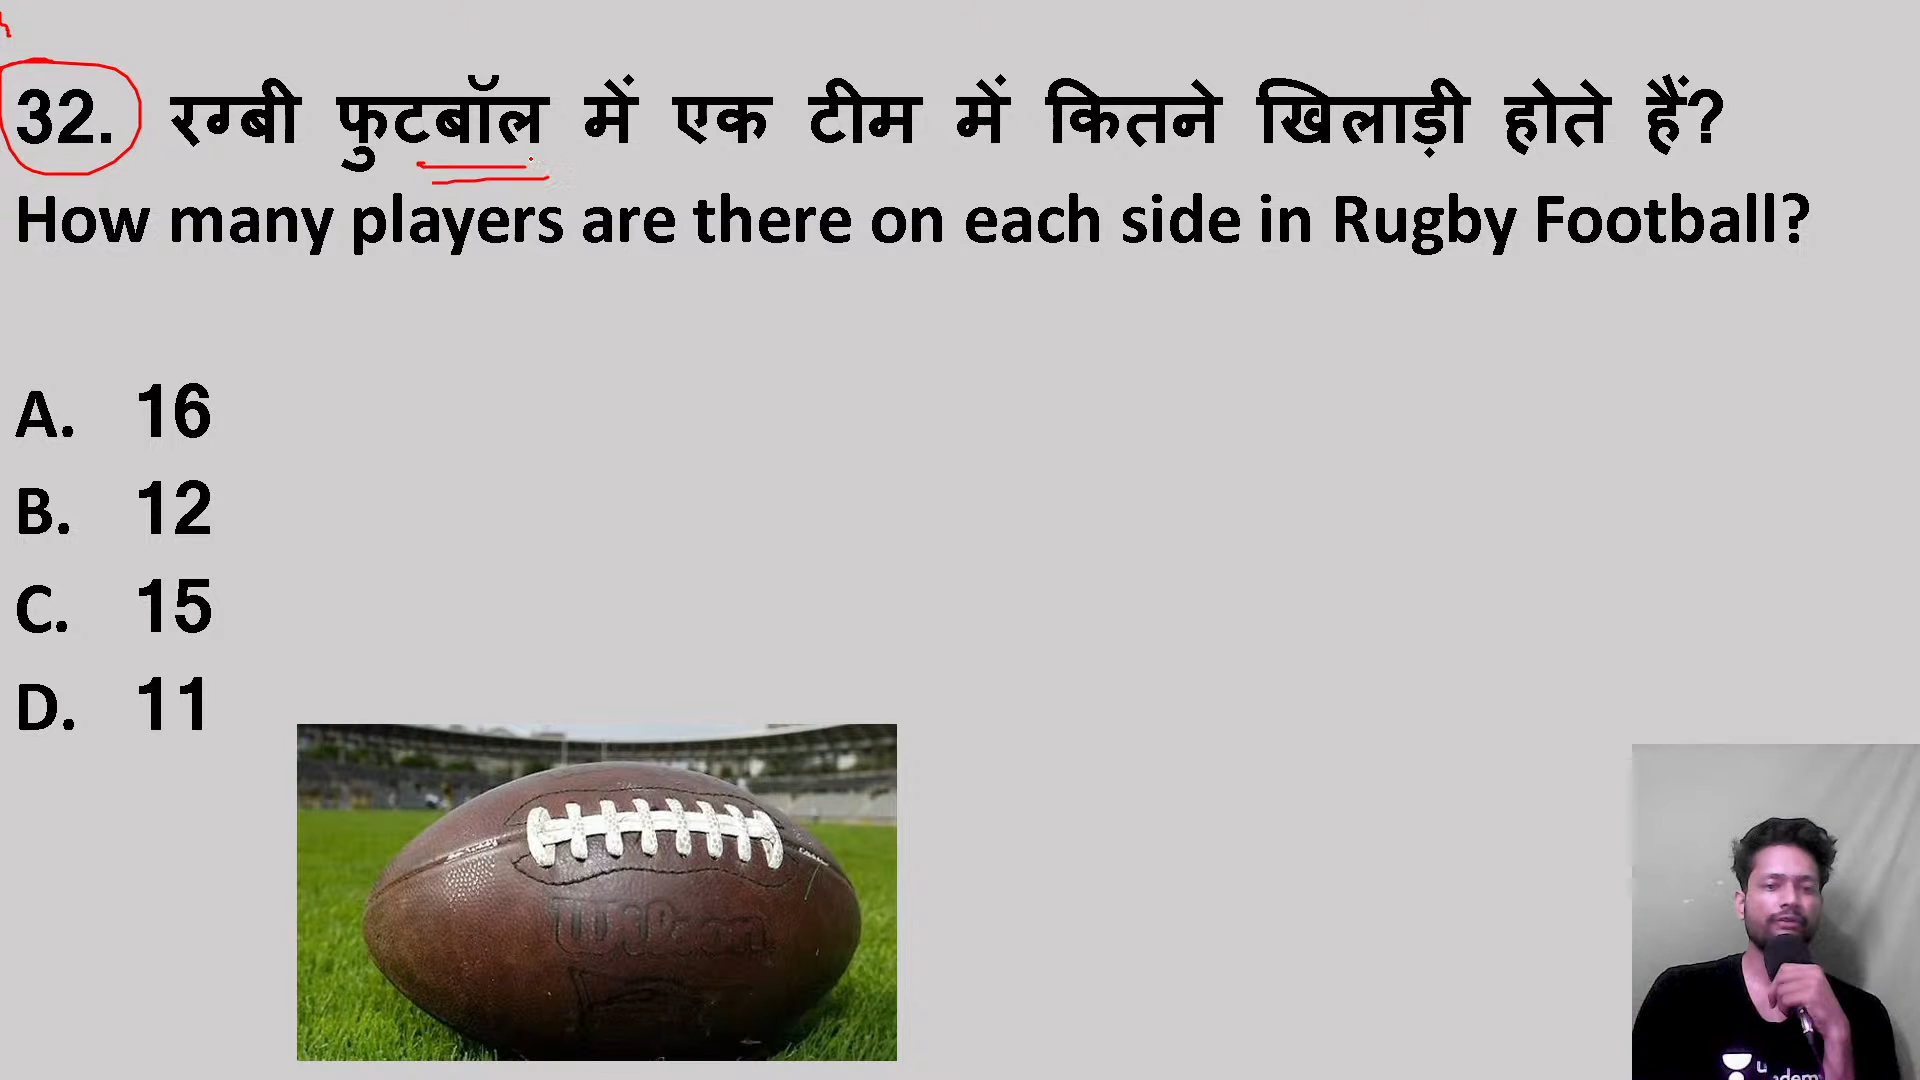 32. रग्बी फुटबॉल में एक टीम में कितने खिलाड़ी होते हैं?
How many players are there on each side in Rugby Football?
A. 16
B. 12
C. 15
D. 11
Wilson